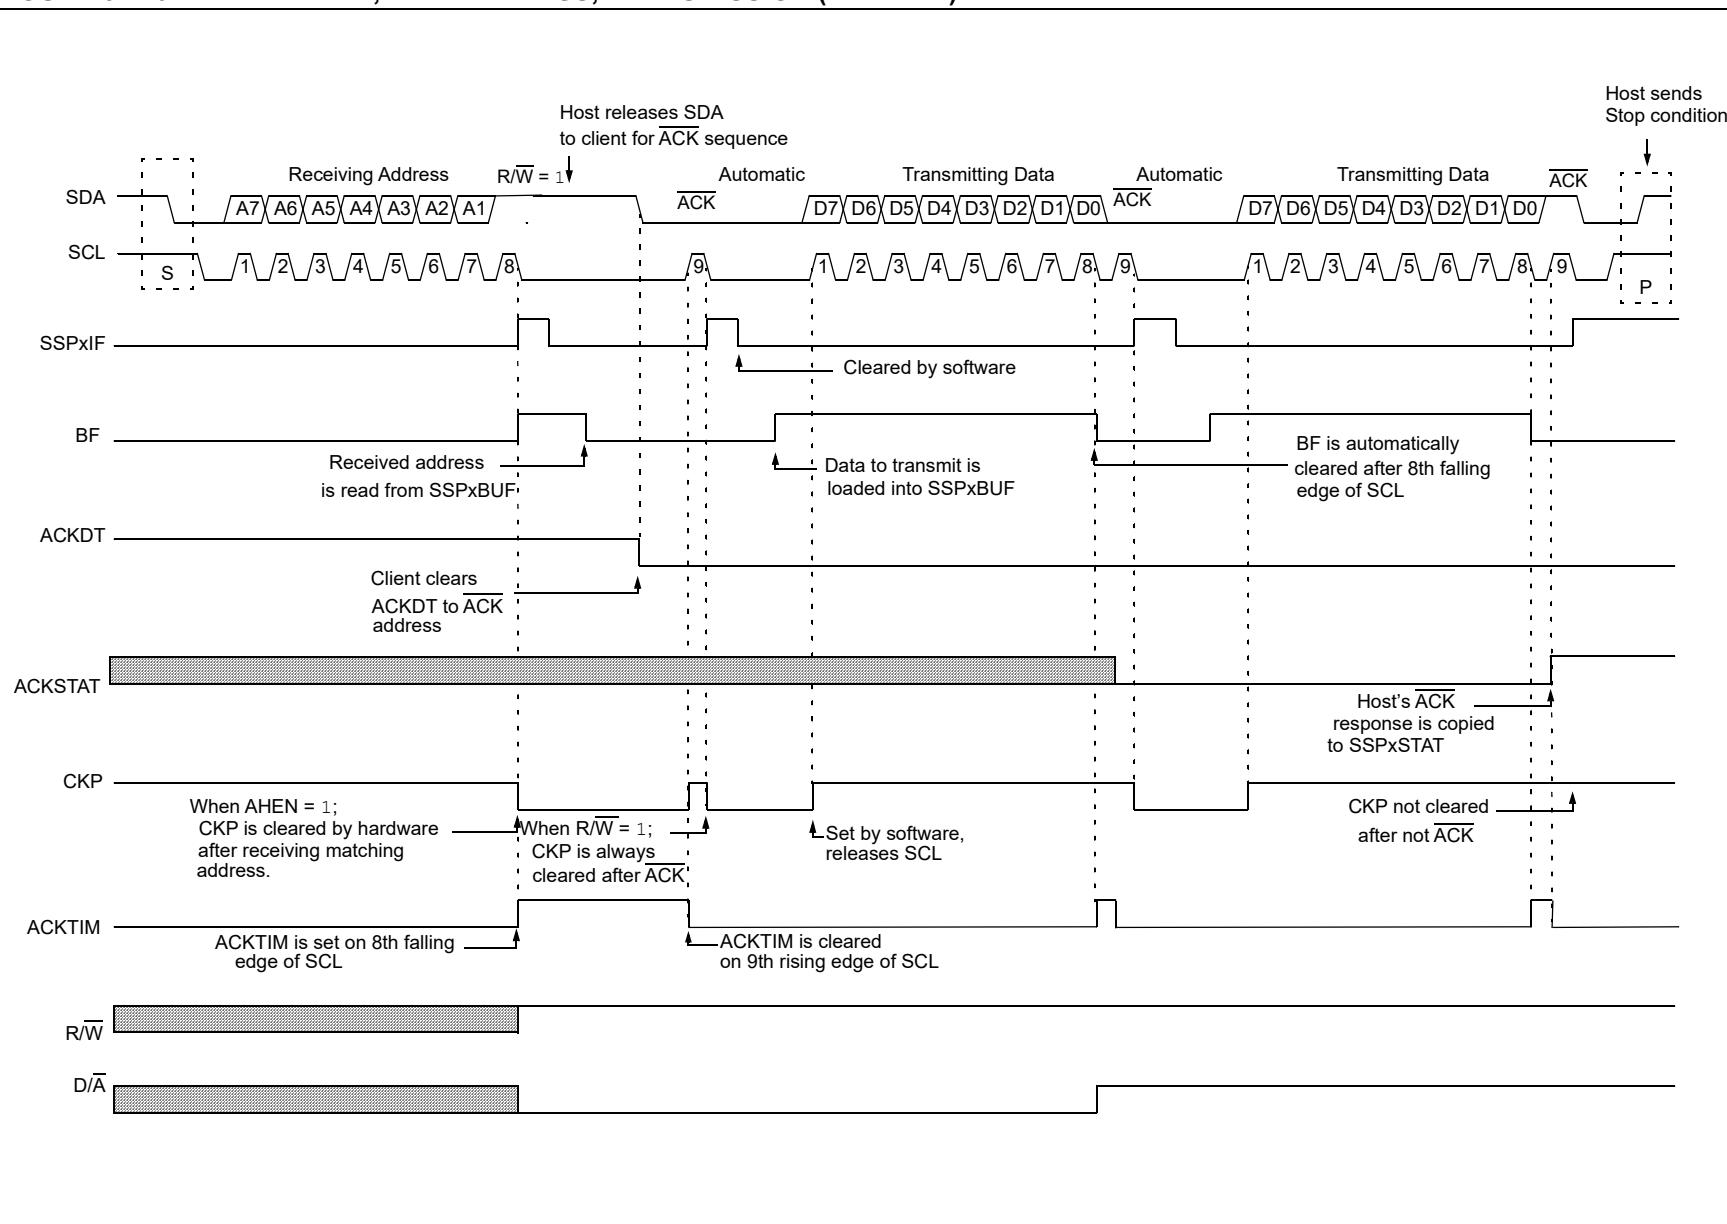 Host sends
Stop condition
Host releases SDA
to client for ACK sequence
Receiving Address
R/W = 1
Automatic
Transmitting Data
Automatic
Transmitting Data
ACK
SDA
A7 A6 A5 A4 A3 A2 A1
ACK
D7 D6 D5 D4 D3 D2 D1 D0
ACK
D7 D6 D5 D4 D3 D2 D1 D0
SCL
S
1 2 3 4 5 6 7 8
9
1 2 3 4 5 6 7 8 9
1 2 3 4 5 6 7 8 9
P
SSPxIF
Cleared by software
BF
Received address
is read from SSPxBUF
Data to transmit is
loaded into SSPxBUF
BF is automatically
cleared after 8th falling
edge of SCL
ACKDT
Client clears
ACKDT to ACK
address
ACKSTAT
Host's ACK
response is copied
to SSPxSTAT
CKP
When AHEN = 1;
CKP is cleared by hardware
after receiving matching
address.
When R/W = 1;
CKP is always
cleared after ACK
Set by software,
releases SCL
CKP not cleared
after not ACK
ACKTIM
ACKTIM is set on 8th falling
edge of SCL
ACKTIM is cleared
on 9th rising edge of SCL
R/W
D/A